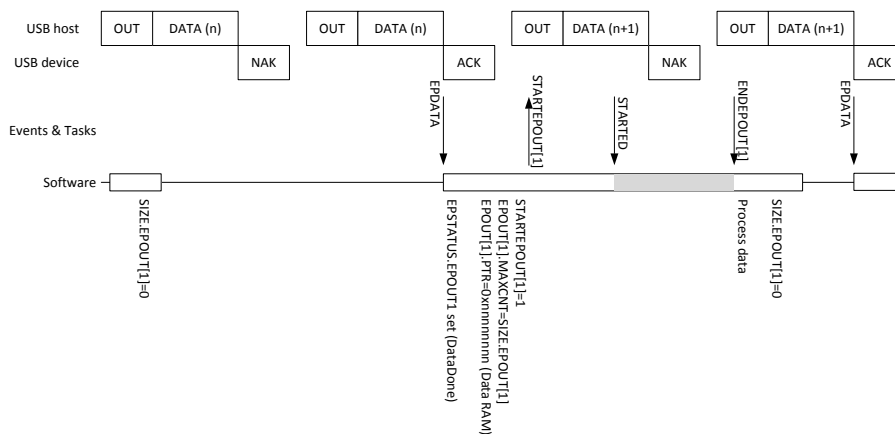 USB host
OUT
DATA (n)
OUT
DATA (n)
OUT
DATA (n+1)
OUT
DATA (n+1)
USB device
NAK
ACK
NAK
ACK
Events & Tasks
EPDATA
STARTEPOUT[1]
STARTED
ENDEPOUT[1]
EPDATA
Software
SIZE.EPOUT[1]=0
EPSTATUS.EPOUT1 set (DataDone)
EPOUT[1].PTR=0xnnnnnnnn (Data RAM)
EPOUT[1].MAXCNT=SIZE.EPOUT[1]
STARTEPOUT[1]=1
Process data
SIZE.EPOUT[1]=0